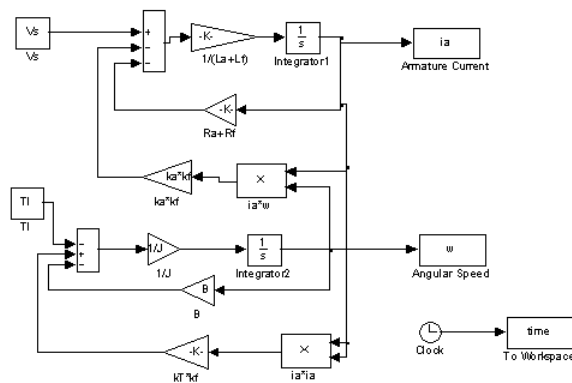 Vs
Vs
+
−
−
-K-
1/(La+Lf)
1
s
Integrator1
ia
Armature Current
-K-
Ra+Rf
ka*kf
ka*kf
×
ia*w
Tl
Tl
−
+
−
1/J
1/J
1
s
Integrator2
w
Angular Speed
B
B
-K-
kT*kf
×
ia*ia
Clock
time
To Workspace